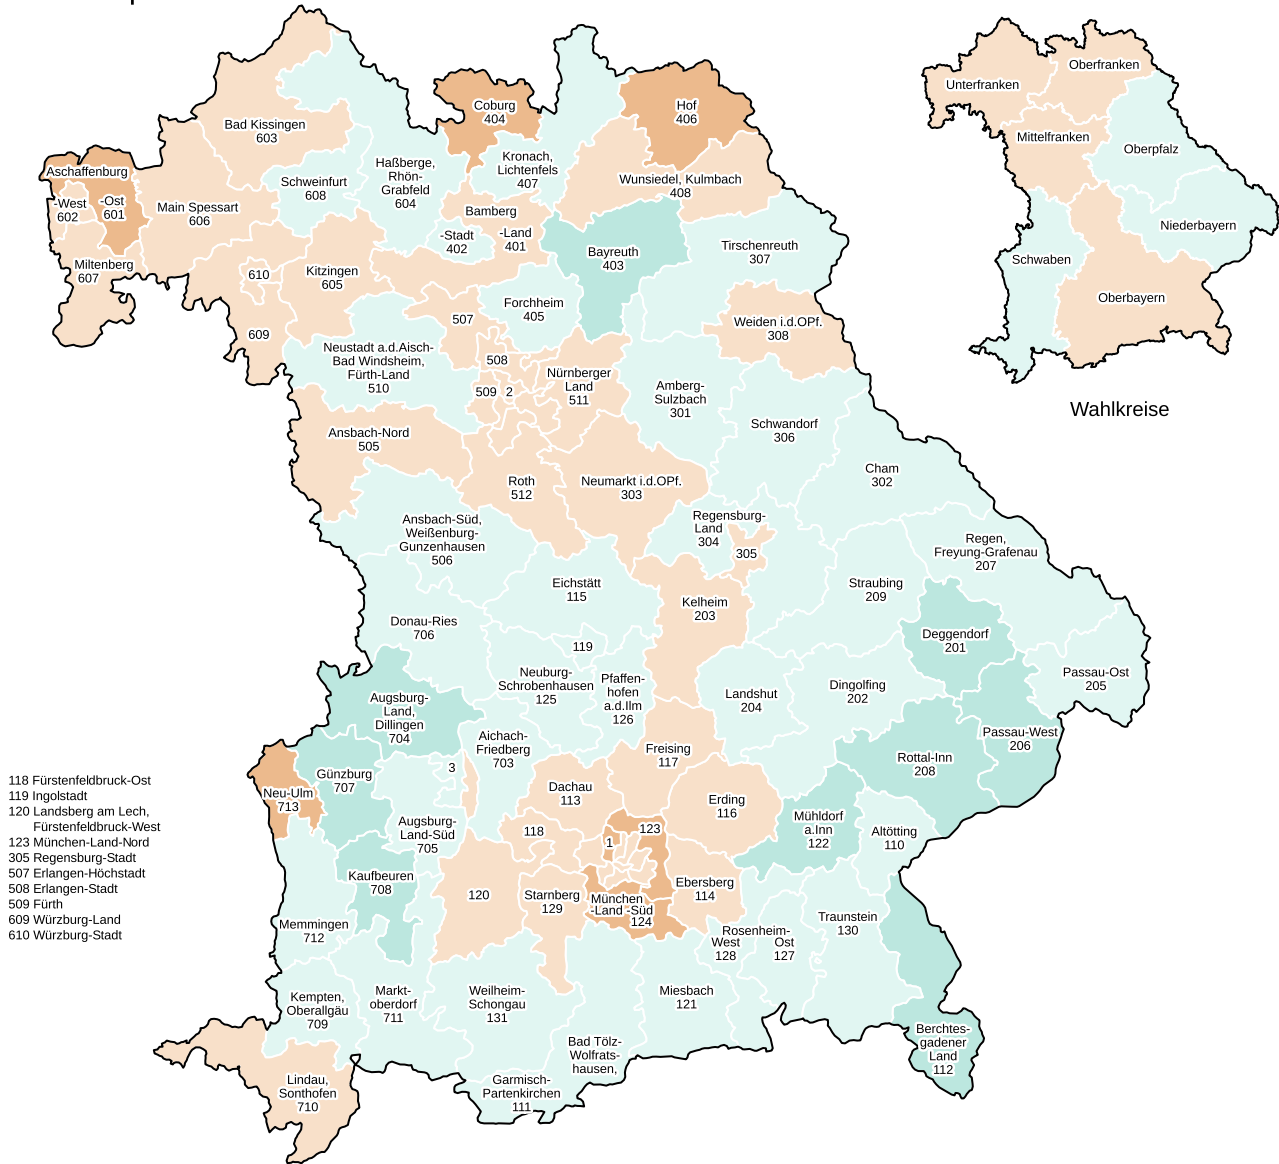 Bad Kissingen
603
Coburg
404
Hof
406
Aschaffenburg
-West
602
-Ost
601
Main Spessart
606
Schweinfurt
608
Haßberge,
Rhön-
Grabfeld
604
Kronach,
Lichtenfels
407
Wunsiedel, Kulmbach
408
Bamberg
-Stadt
402
-Land
401
Bayreuth
403
Tirschenreuth
307
Miltenberg
607
610
Kitzingen
605
609
Forchheim
405
507
Weiden i.d.OPf.
308
Neustadt a.d.Aisch-
Bad Windsheim,
Fürth-Land
510
508
509
2
Nürnberger
Land
511
Amberg-
Sulzbach
301
Schwandorf
306
Ansbach-Nord
505
Cham
302
Roth
512
Neumarkt i.d.OPf.
303
Ansbach-Süd,
Weißenburg-
Gunzenhausen
506
Regensburg-
Land
304
305
Regen,
Freyung-Grafenau
207
Eichstätt
115
Kelheim
203
Straubing
209
Donau-Ries
706
119
Deggendorf
201
Neuburg-
Schrobenhausen
125
Pfaffen-
hofen
a.d.Ilm
126
Landshut
204
Dingolfing
202
Passau-Ost
205
Augsburg-
Land,
Dillingen
704
Passau-West
206
Aichach-
Friedberg
703
Freising
117
Rottal-Inn
208
3
Günzburg
707
Neu-Ulm
713
Dachau
113
Erding
116
Augsburg-
Land-Süd
705
118
1
123
Mühldorf
a.Inn
122
Altötting
110
Kaufbeuren
708
120
Starnberg
129
München
-Land -Süd
124
Ebersberg
114
Memmingen
712
Rosenheim-
West
128
Ost
127
Traunstein
130
Kempten,
Oberallgäu
709
Markt-
oberdorf
711
Weilheim-
Schongau
131
Miesbach
121
Bad Tölz-
Wolfrats-
hausen,
Garmisch-
Partenkirchen
111
Berchtes-
gadener
Land
112
Lindau,
Sonthofen
710
118 Fürstenfeldbruck-Ost
119 Ingolstadt
120 Landsberg am Lech,
Fürstenfeldbruck-West
123 München-Land-Nord
305 Regensburg-Stadt
507 Erlangen-Höchstadt
508 Erlangen-Stadt
509 Fürth
609 Würzburg-Land
610 Würzburg-Stadt
Unterfranken
Oberfranken
Mittelfranken
Oberpfalz
Niederbayern
Schwaben
Oberbayern
Wahlkreise